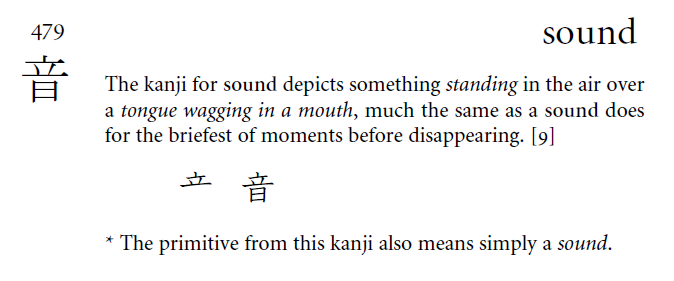 479
sound
音
The kanji for sound depicts something standing in the air over
a tongue wagging in a mouth, much the same as a sound does
for the briefest of moments before disappearing. [9]
立 音
* The primitive from this kanji also means simply a sound.